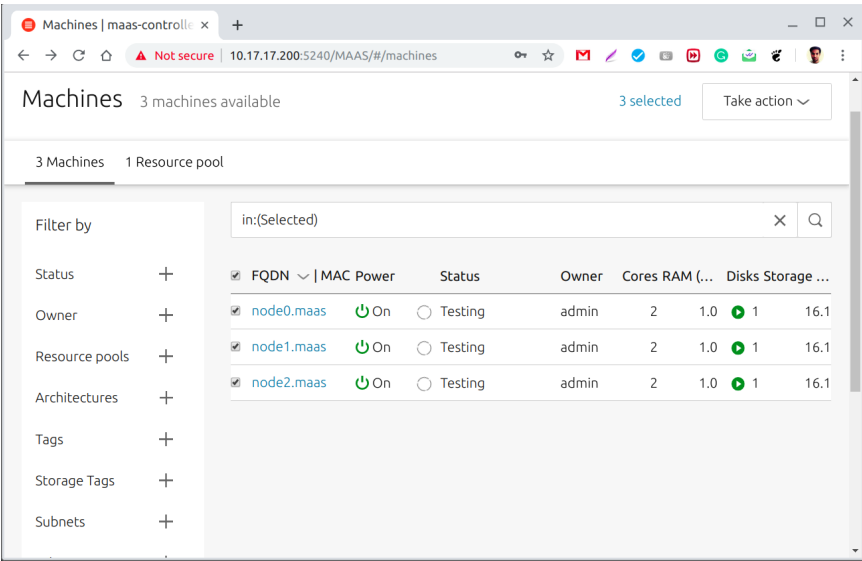 Machines | maas-controlle
Not secure | 10.17.17.200:5240/MAAS/#/machines
Machines 3 machines available 3 selected Take action
3 Machines 1 Resource pool
Filter by
in:(Selected)
Status
Owner
Resource pools
Architectures
Tags
Storage Tags
Subnets
FQDN | MAC Power Status Owner Cores RAM (... Disks Storage ...
node0.maas On Testing admin 2 1.0 1 16.1
node1.maas On Testing admin 2 1.0 1 16.1
node2.maas On Testing admin 2 1.0 1 16.1